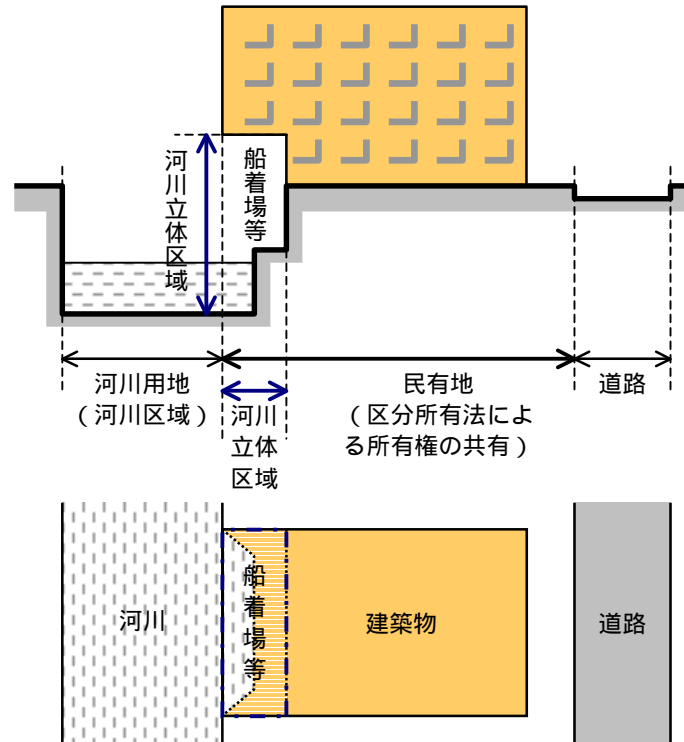 河川立体区域
船着場等
河川用地
（河川区域）
河川
立体
区域
民有地
（区分所有法によ
る所有権の共有）
道路
河川
船着場等
建築物
道路